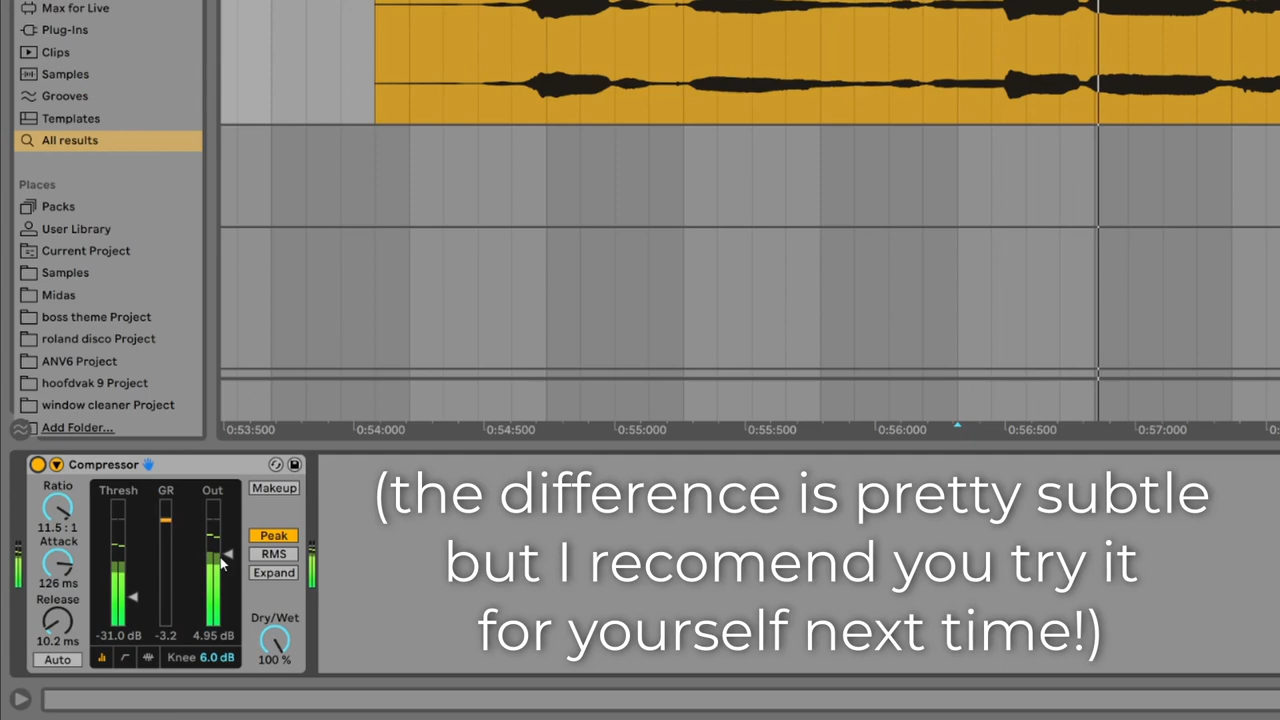 Max for Live
Plug-Ins
Clips
Samples
Grooves
Templates
All results
Places
Packs
User Library
Current Project
Samples
Midas
boss theme Project
roland disco Project
ANV6 Project
hoofdvak 9 Project
window cleaner Project
Add Folder...
0:53:500 0:54:000 0:54:500 0:55:000 0:55:500 0:56:000 0:56:500 0:57:000 0:
Compressor
Ratio
11.5 : 1
Attack
126 ms
Release
10.2 ms
Auto
Thresh GR Out
-31.0 dB -3.2 4.95 dB
Knee 6.0 dB
Makeup
Peak
RMS
Expand
Dry/Wet
100 %
(the difference is pretty subtle
but I recomend you try it
for yourself next time!)